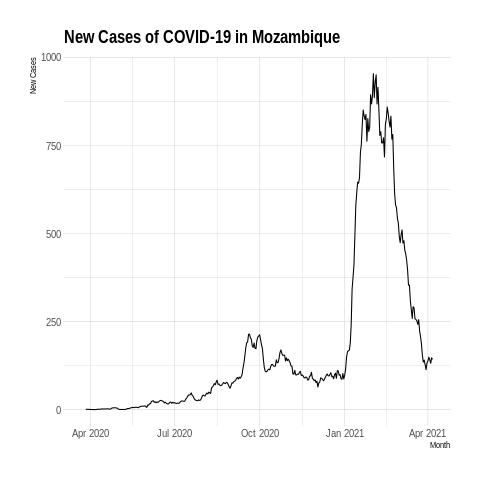 New Cases of COVID-19 in Mozambique
New Cases
1000
750
500
250
0
Apr 2020
Jul 2020
Oct 2020
Jan 2021
Apr 2021
Month